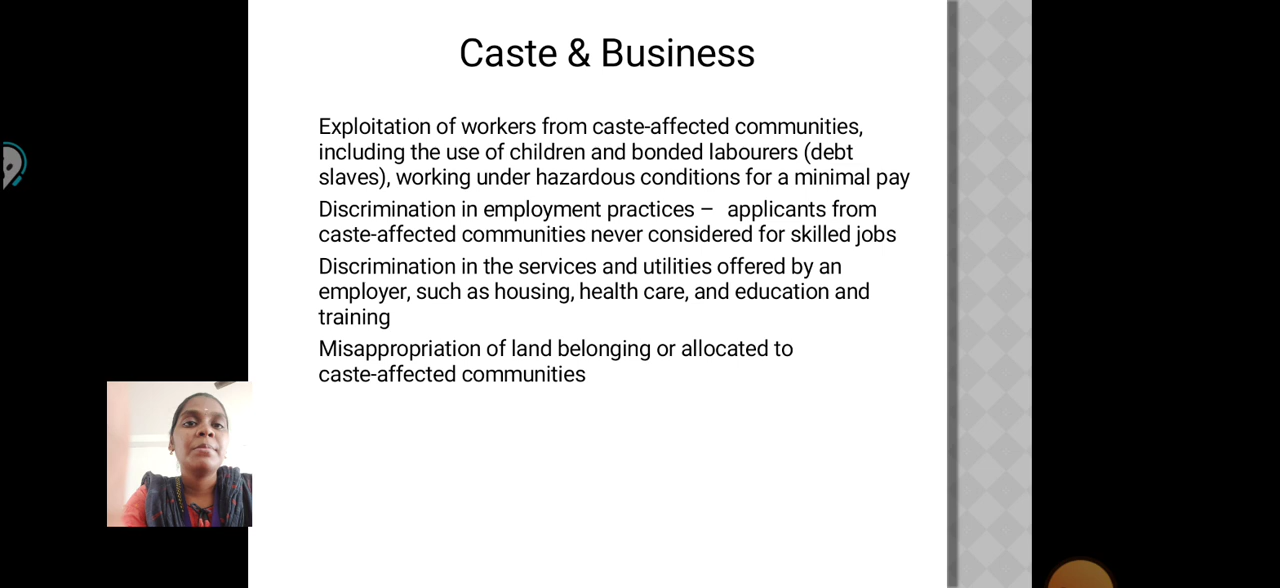 Caste & Business
Exploitation of workers from caste-affected communities,
including the use of children and bonded labourers (debt
slaves), working under hazardous conditions for a minimal pay
Discrimination in employment practices – applicants from
caste-affected communities never considered for skilled jobs
Discrimination in the services and utilities offered by an
employer, such as housing, health care, and education and
training
Misappropriation of land belonging or allocated to
caste-affected communities